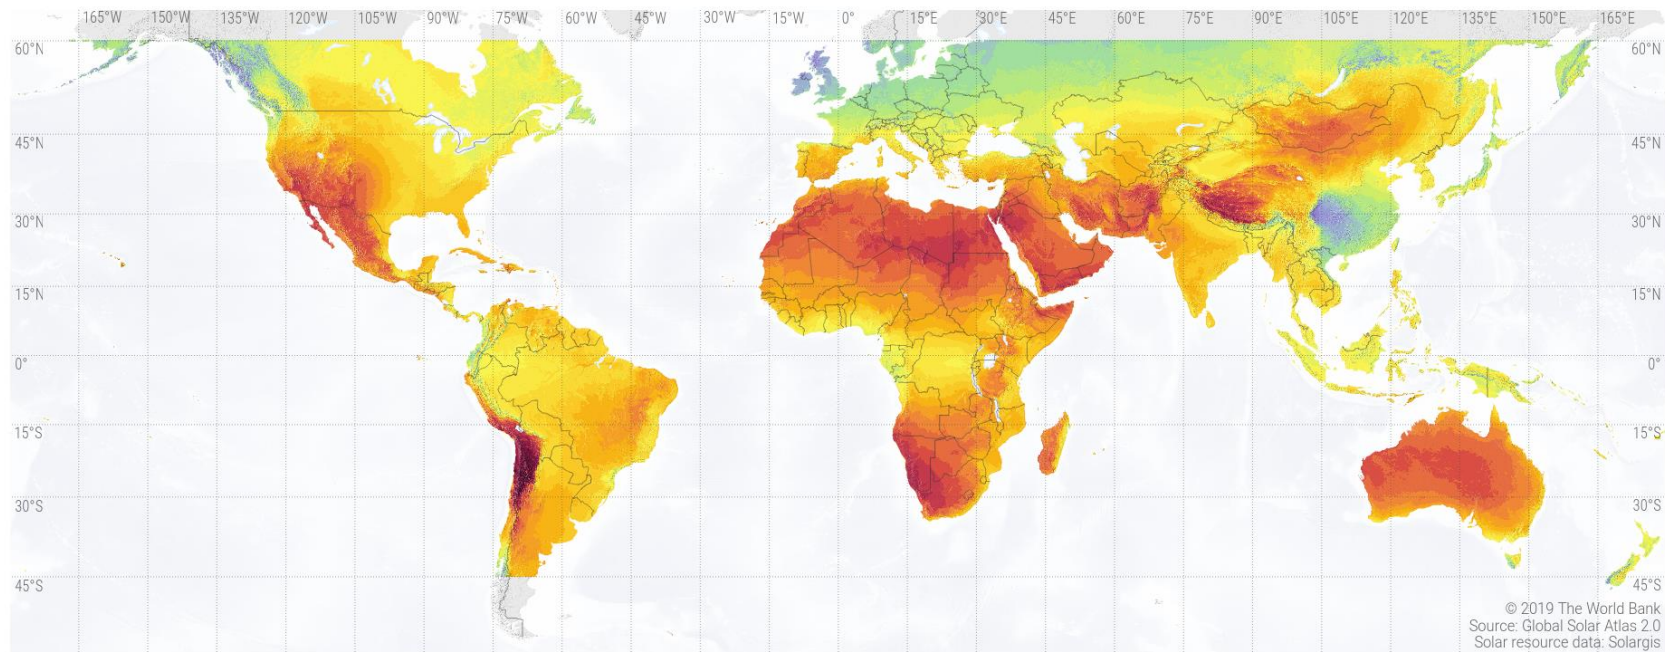 165°W 150°W 135°W 120°W 105°W 90°W 75°W 60°W 45°W 30°W 15°W 0° 15°E 30°E 45°E 60°E 75°E 90°E 105°E 120°E 135°E 150°E 165°E
60°N 60°N
45°N 45°N
30°N 30°N
15°N 15°N
0° 0°
15°S 15°S
30°S 30°S
45°S 45°S
© 2019 The World Bank
Source: Global Solar Atlas 2.0
Solar resource data: Solargis